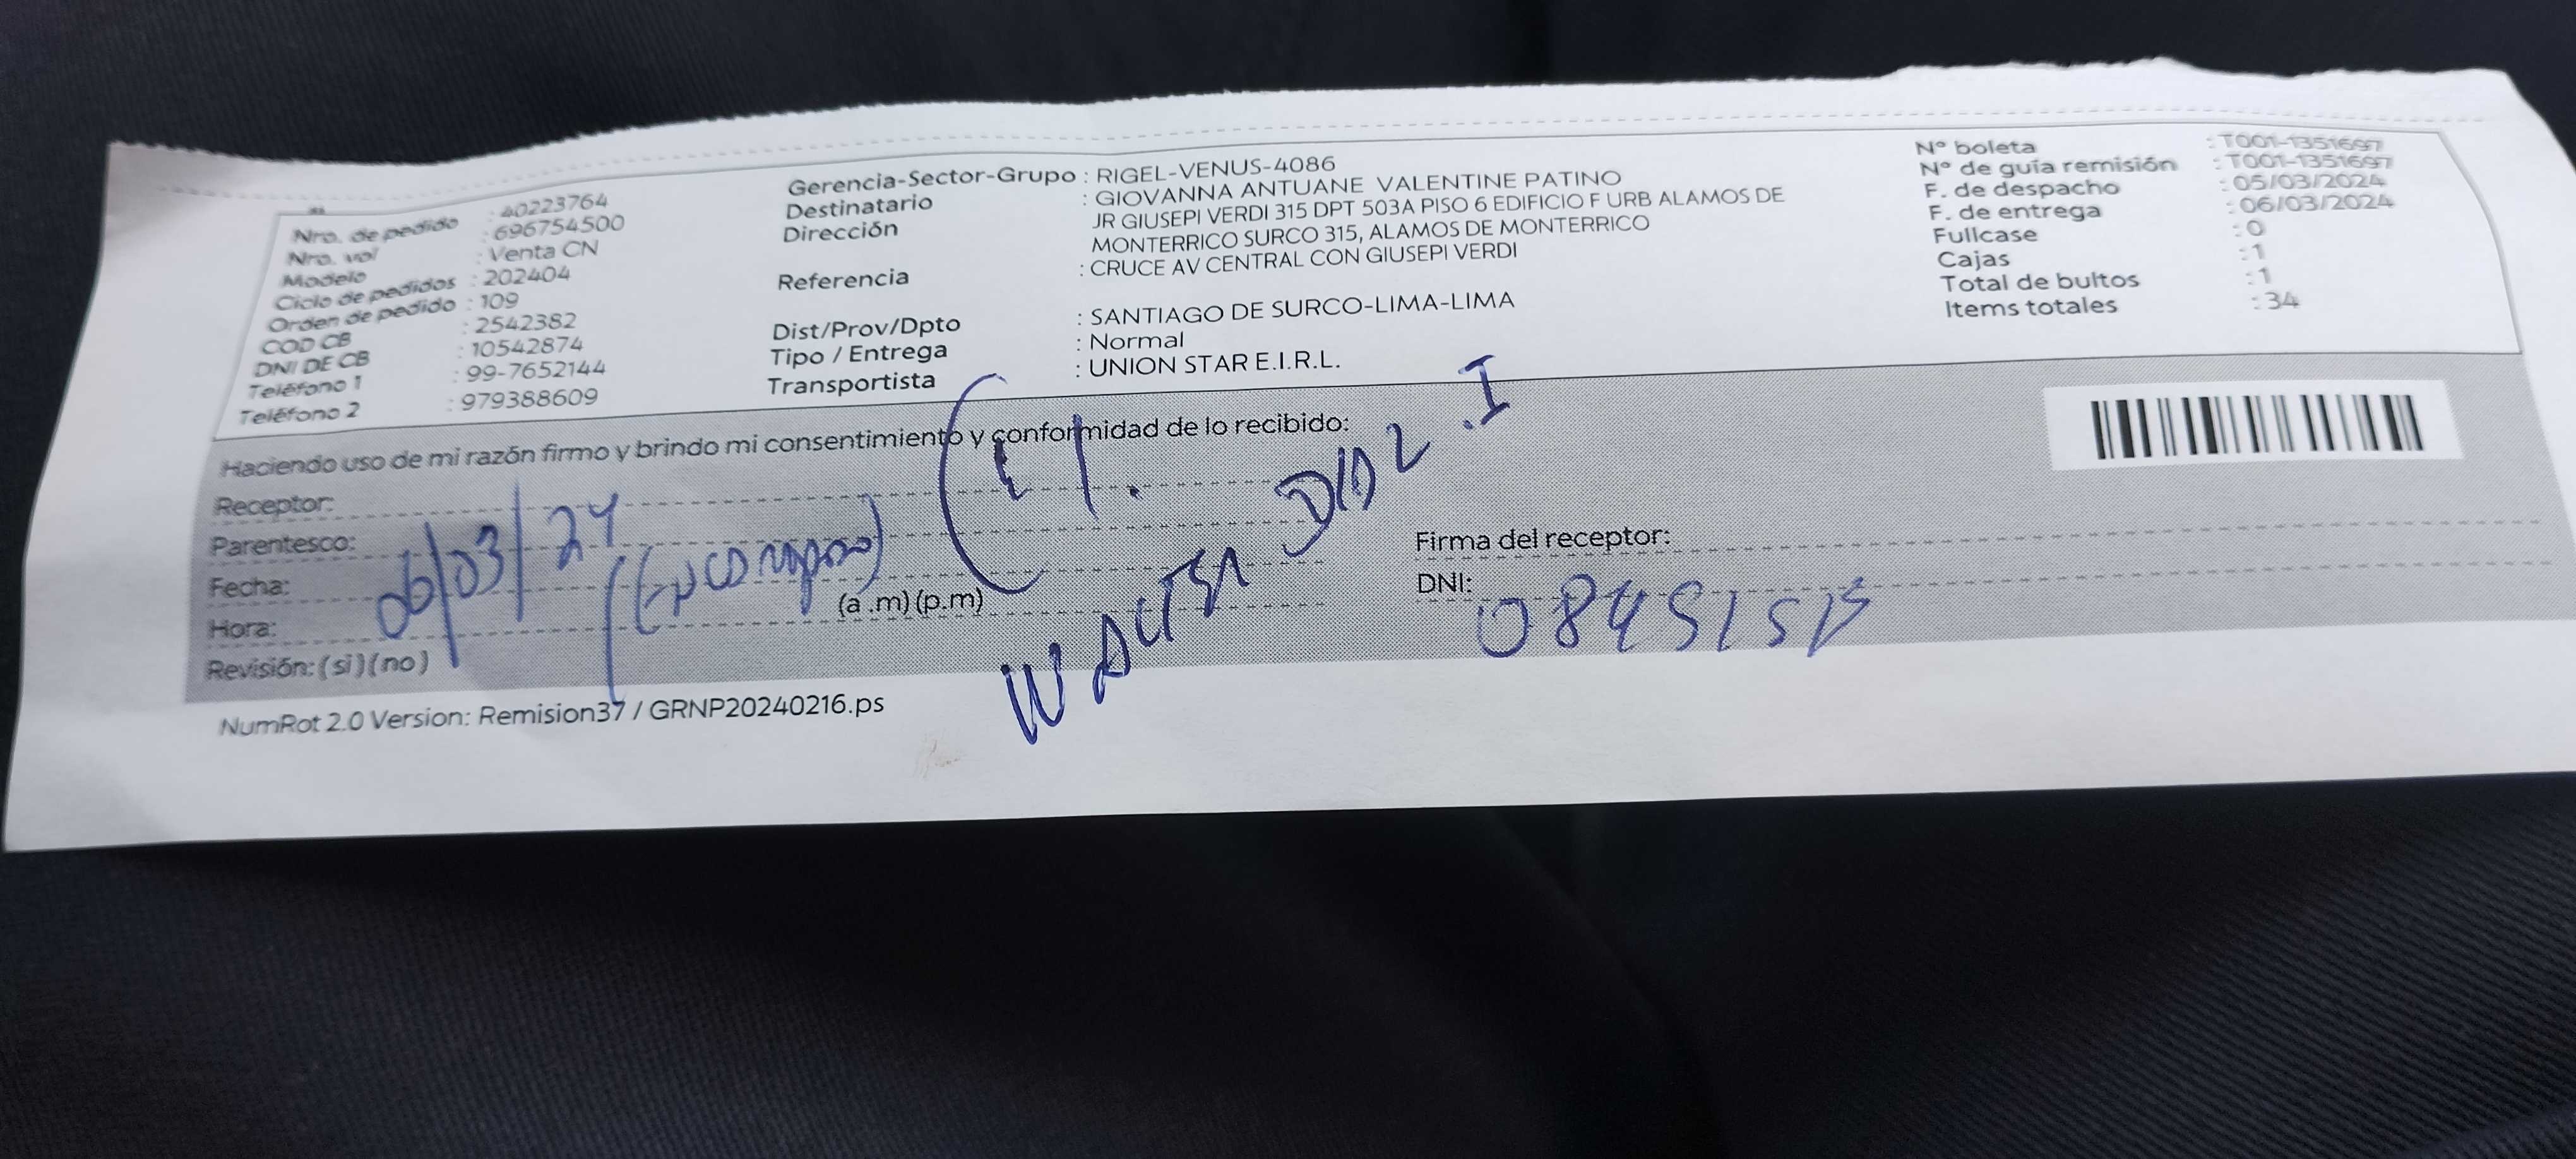 Nro. de pedido : 40223764
Nro. vol : 696754500
Modelo : Venta CN
Ciclo de pedidos : 202404
Orden de pedido : 109
COD CB : 2542382
DNI DE CB : 10542874
Teléfono 1 : 99-7652144
Teléfono 2 : 979388609
Gerencia-Sector-Grupo : RIGEL-VENUS-4086
Destinatario : GIOVANNA ANTUANE VALENTINE PATINO
Dirección JR GIUSEPI VERDI 315 DPT 503A PISO 6 EDIFICIO F URB ALAMOS DE
MONTERRICO SURCO 315, ALAMOS DE MONTERRICO
Referencia : CRUCE AV CENTRAL CON GIUSEPI VERDI
Dist/Prov/Dpto : SANTIAGO DE SURCO-LIMA-LIMA
Tipo / Entrega : Normal
Transportista : UNION STAR E.I.R.L.
N° boleta : T001-1351697
N° de guía remisión : T001-1351697
F. de despacho : 05/03/2024
F. de entrega : 06/03/2024
Fullcase : 0
Cajas : 1
Total de bultos : 1
Items totales : 34
Haciendo uso de mi razón firmo y brindo mi consentimiento y conformidad de lo recibido:
Receptor:
Parentesco:
Fecha: 06/03/24
Hora: (a .m) (p.m)
Revisión: ( si ) ( no )
WALTER DIAZ .I
Firma del receptor:
DNI:
NumRot 2.0 Version: Remision37 / GRNP20240216.ps